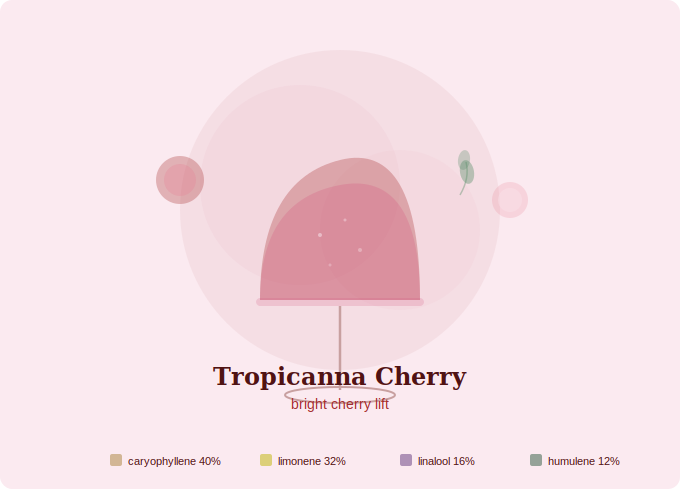 Tropicanna Cherry
bright cherry lift
caryophyllene 40% limonene 32% linalool 16% humulene 12%